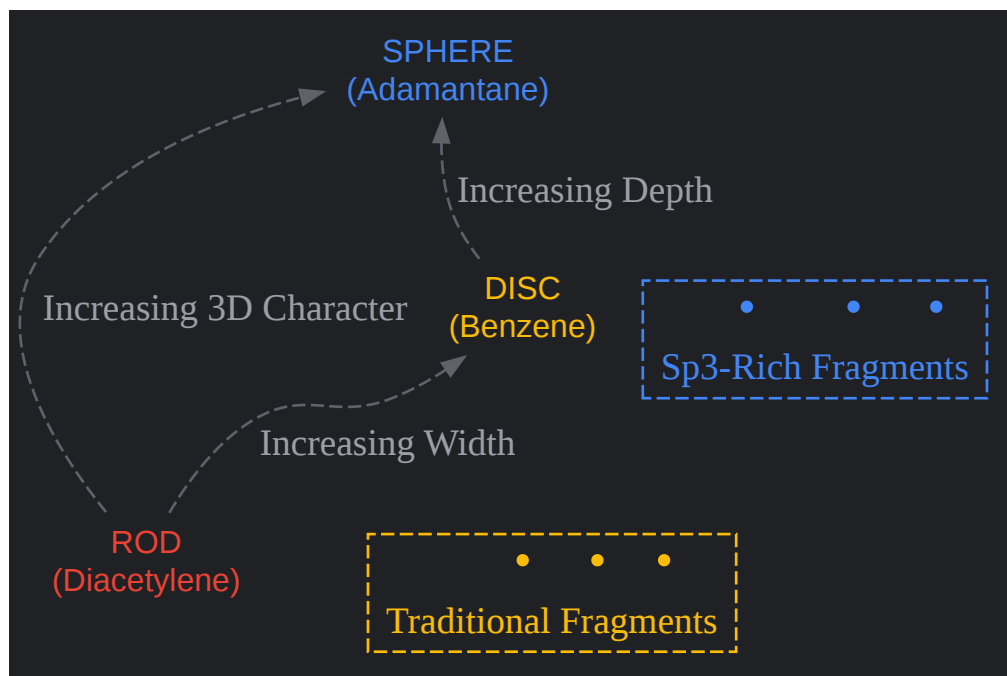 SPHERE
(Adamantane)
Increasing Depth
DISC
(Benzene)
Increasing 3D Character
Sp3-Rich Fragments
Increasing Width
ROD
(Diacetylene)
Traditional Fragments